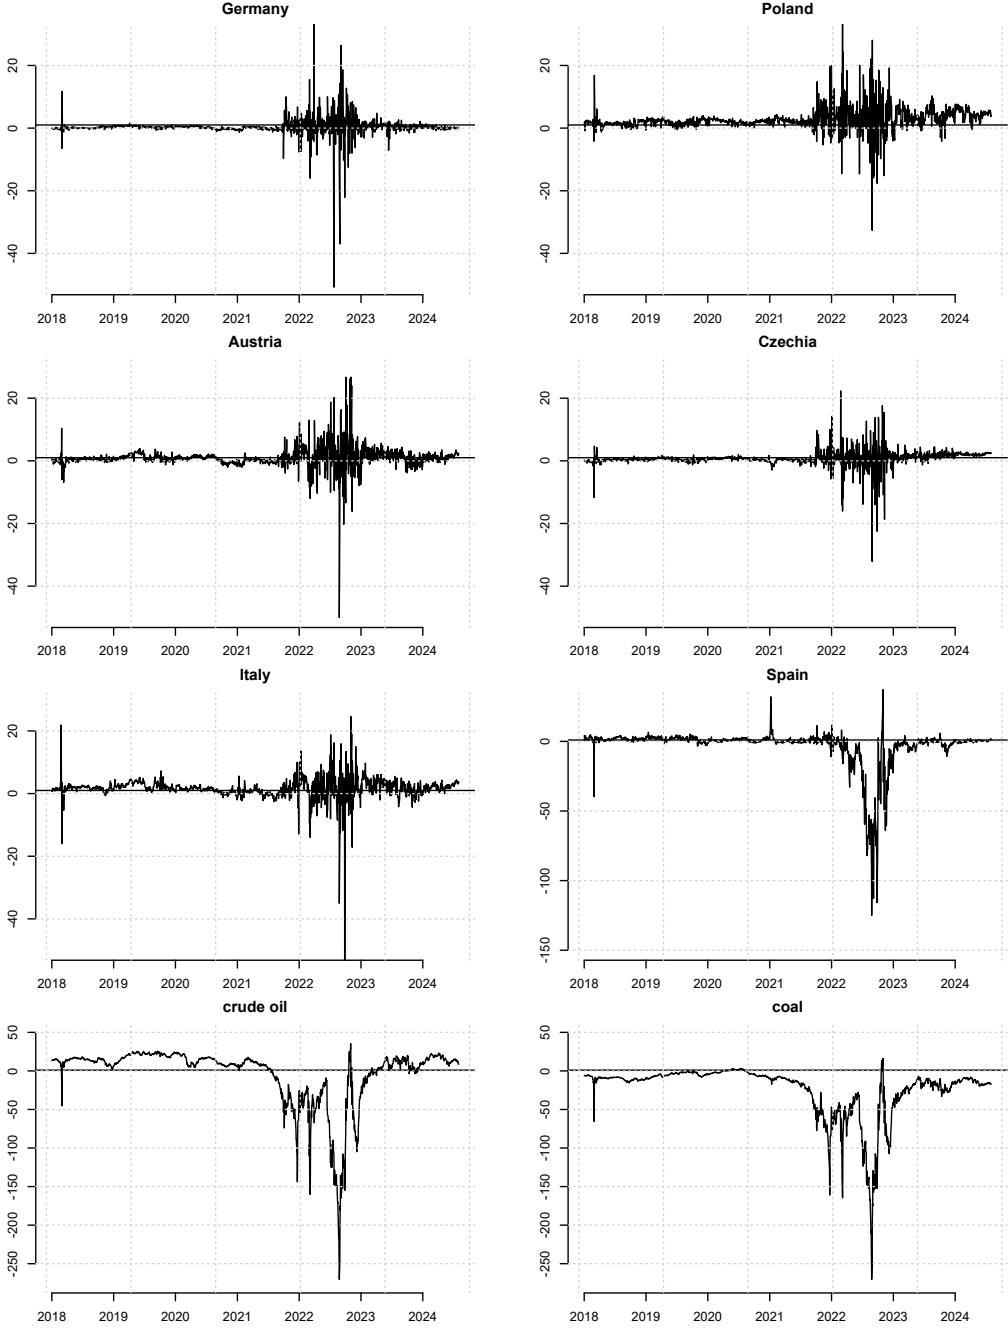 Germany Poland
20 20
0 0
-20 -20
-40 -40
2018 2019 2020 2021 2022 2023 2024 2018 2019 2020 2021 2022 2023 2024
Austria Czechia
20 20
0 0
-20 -20
-40 -40
2018 2019 2020 2021 2022 2023 2024 2018 2019 2020 2021 2022 2023 2024
Italy Spain
20 0
0 -50
-20 -100
-40 -150
2018 2019 2020 2021 2022 2023 2024 2018 2019 2020 2021 2022 2023 2024
crude oil coal
50 50
0 0
-50 -50
-100 -100
-150 -150
-200 -200
-250 -250
2018 2019 2020 2021 2022 2023 2024 2018 2019 2020 2021 2022 2023 2024